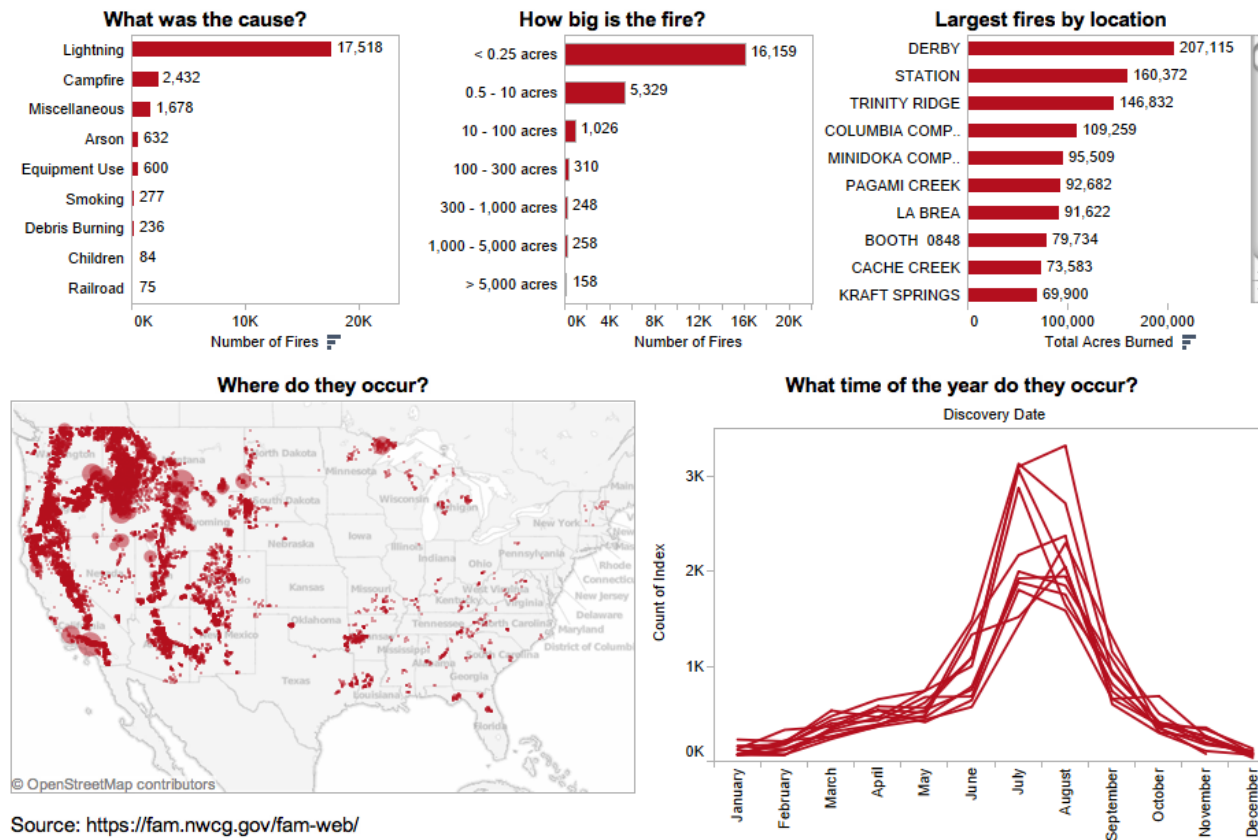 What was the cause?
Lightning 17,518
Campfire 2,432
Miscellaneous 1,678
Arson 632
Equipment Use 600
Smoking 277
Debris Burning 236
Children 84
Railroad 75
0K 10K 20K
Number of Fires
How big is the fire?
< 0.25 acres 16,159
0.5 - 10 acres 5,329
10 - 100 acres 1,026
100 - 300 acres 310
300 - 1,000 acres 248
1,000 - 5,000 acres 258
> 5,000 acres 158
0K 4K 8K 12K 16K 20K
Number of Fires
Largest fires by location
DERBY 207,115
STATION 160,372
TRINITY RIDGE 146,832
COLUMBIA COMP.. 109,259
MINIDOKA COMP.. 95,509
PAGAMI CREEK 92,682
LA BREA 91,622
BOOTH 0848 79,734
CACHE CREEK 73,583
KRAFT SPRINGS 69,900
0 100,000 200,000
Total Acres Burned
Where do they occur?
North Dakota
Minnesota
South Dakota
Wisconsin
Michigan
New York
Nebraska
Iowa
Illinois
Indiana
Ohio
Pennsylvania
Rhode
Connecticu
New Jersey
Delaware
Maryland
District of Columbi
Kansas
Missouri
Kentucky
West Virginia
Virginia
Oklahoma
Tennessee
North Carolina
Mississippi
Alabama
South Carolina
Georgia
Texas
Louisiana
Florida
© OpenStreetMap contributors
What time of the year do they occur?
Discovery Date
3K
2K
1K
0K
Count of Index
January
February
March
April
May
June
July
August
September
October
November
December
Source: https://fam.nwcg.gov/fam-web/